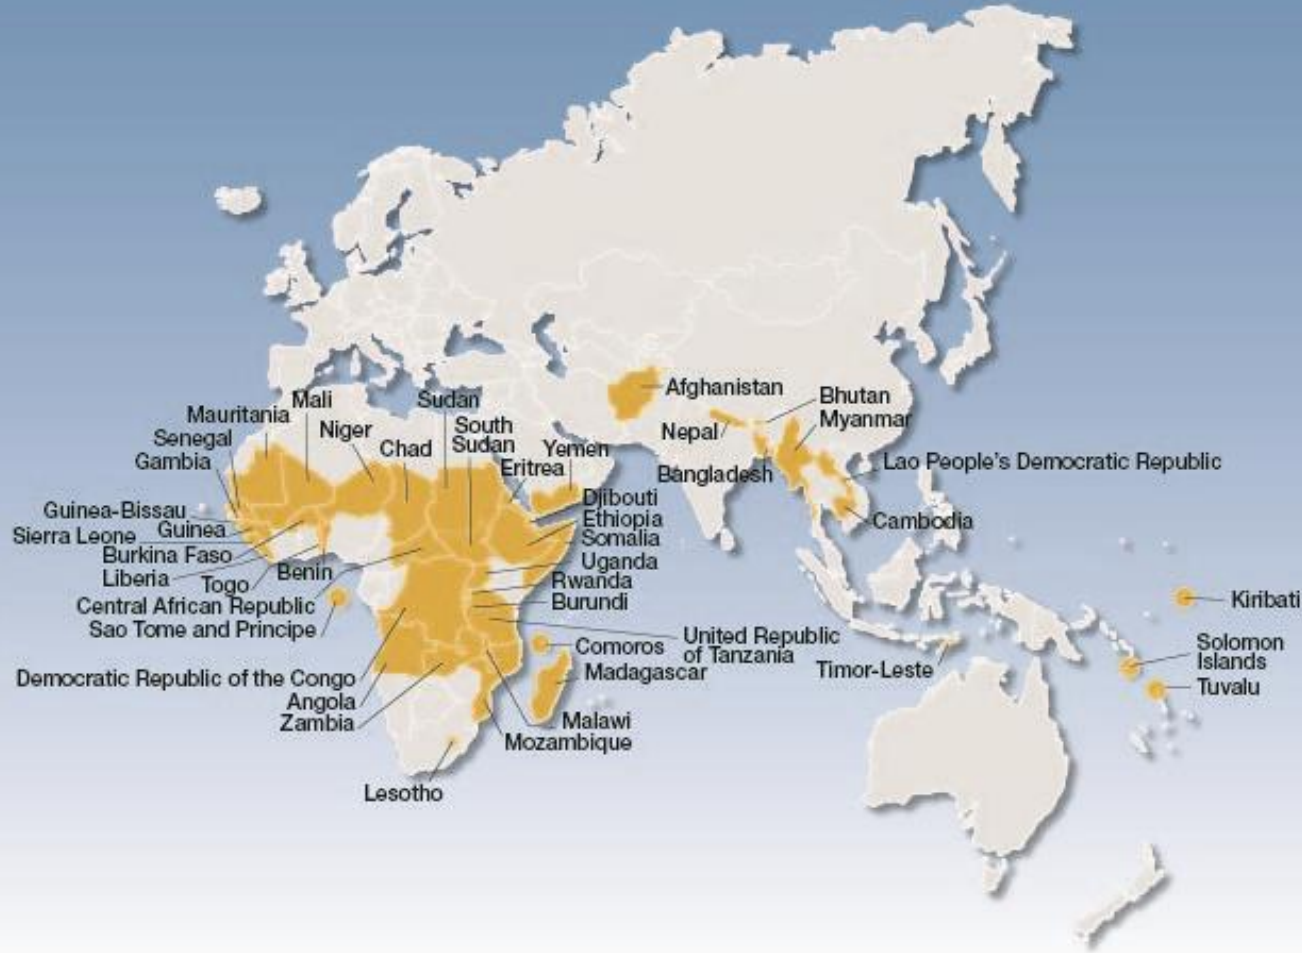 Mauritania
Mali
Sudan
Senegal
Niger
South
Sudan
Gambia
Chad
Yemen
Eritrea
Afghanistan
Bhutan
Nepal
Myanmar
Bangladesh
Lao People's Democratic Republic
Cambodia
Djibouti
Ethiopia
Somalia
Uganda
Rwanda
Burundi
Guinea-Bissau
Guinea
Sierra Leone
Burkina Faso
Liberia
Togo
Benin
Central African Republic
Sao Tome and Principe
Democratic Republic of the Congo
Angola
Zambia
Comoros
United Republic
of Tanzania
Madagascar
Malawi
Mozambique
Lesotho
Timor-Leste
Kiribati
Solomon
Islands
Tuvalu